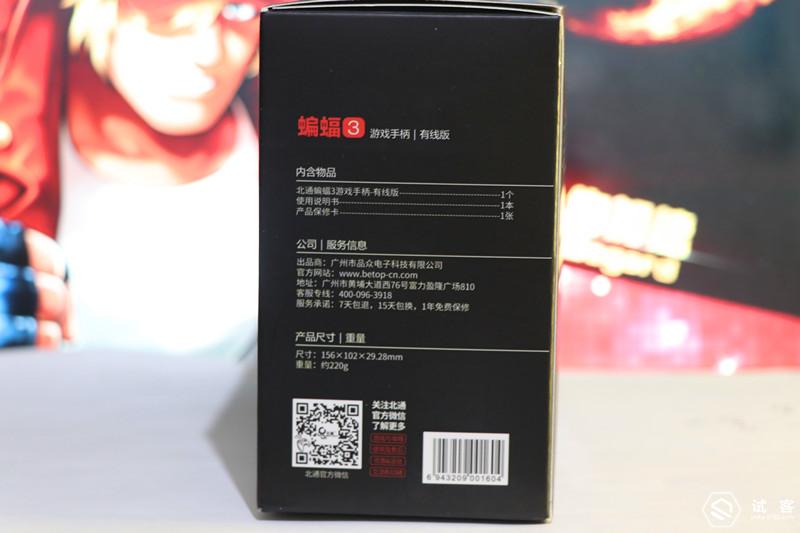 蝙蝠3 游戏手柄 | 有线版
内含物品
北通蝙蝠3游戏手柄-有线版------1个
使用说明书------1本
产品保修卡------1张
公司 | 服务信息
出品商：广州市品众电子科技有限公司
官方网站：www.betop-cn.com
地址：广州市黄埔大道西76号富力盈隆广场810
客服专线：400-096-3918
服务承诺：7天包退，15天包换，1年免费保修
产品尺寸 | 重量
尺寸：156×102×29.28mm
重量：约220g
关注北通
官方微信
了解更多
北通官方微信
6 943209 001604
试客